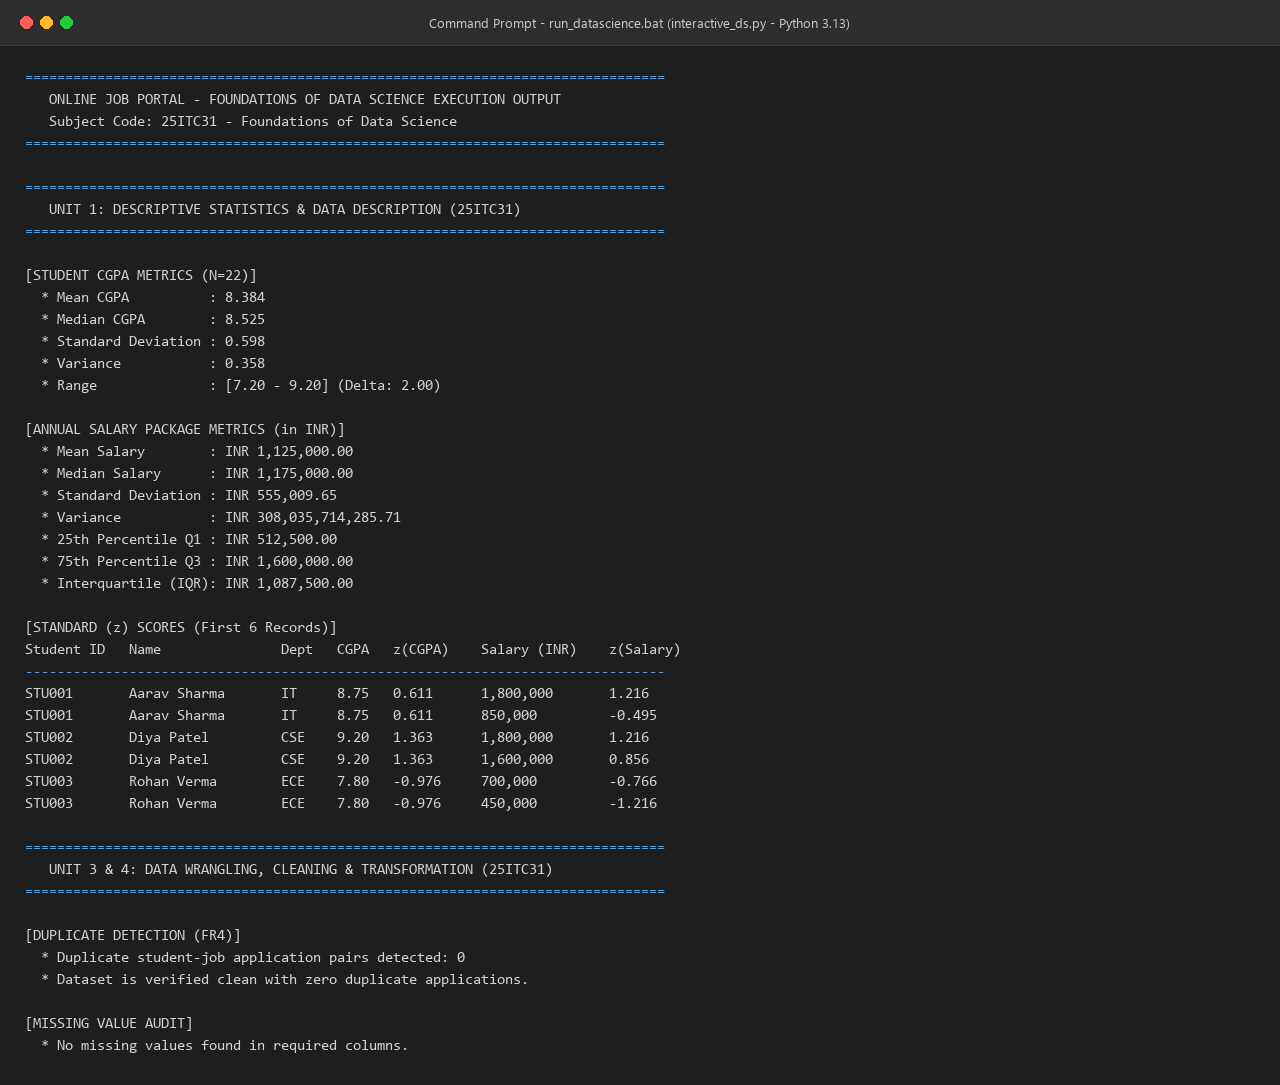 Command Prompt - run_datascience.bat (interactive_ds.py - Python 3.13)
================================================================================
   ONLINE JOB PORTAL - FOUNDATIONS OF DATA SCIENCE EXECUTION OUTPUT
   Subject Code: 25ITC31 - Foundations of Data Science
================================================================================

================================================================================
   UNIT 1: DESCRIPTIVE STATISTICS & DATA DESCRIPTION (25ITC31)
================================================================================

[STUDENT CGPA METRICS (N=22)]
  * Mean CGPA          : 8.384
  * Median CGPA        : 8.525
  * Standard Deviation : 0.598
  * Variance           : 0.358
  * Range              : [7.20 - 9.20] (Delta: 2.00)

[ANNUAL SALARY PACKAGE METRICS (in INR)]
  * Mean Salary        : INR 1,125,000.00
  * Median Salary      : INR 1,175,000.00
  * Standard Deviation : INR 555,009.65
  * Variance           : INR 308,035,714,285.71
  * 25th Percentile Q1 : INR 512,500.00
  * 75th Percentile Q3 : INR 1,600,000.00
  * Interquartile (IQR): INR 1,087,500.00

[STANDARD (z) SCORES (First 6 Records)]
Student ID   Name               Dept   CGPA   z(CGPA)    Salary (INR)    z(Salary)
--------------------------------------------------------------------------------
STU001       Aarav Sharma       IT     8.75   0.611      1,800,000       1.216
STU001       Aarav Sharma       IT     8.75   0.611      850,000         -0.495
STU002       Diya Patel         CSE    9.20   1.363      1,800,000       1.216
STU002       Diya Patel         CSE    9.20   1.363      1,600,000       0.856
STU003       Rohan Verma        ECE    7.80   -0.976     700,000         -0.766
STU003       Rohan Verma        ECE    7.80   -0.976     450,000         -1.216

================================================================================
   UNIT 3 & 4: DATA WRANGLING, CLEANING & TRANSFORMATION (25ITC31)
================================================================================

[DUPLICATE DETECTION (FR4)]
  * Duplicate student-job application pairs detected: 0
  * Dataset is verified clean with zero duplicate applications.

[MISSING VALUE AUDIT]
  * No missing values found in required columns.